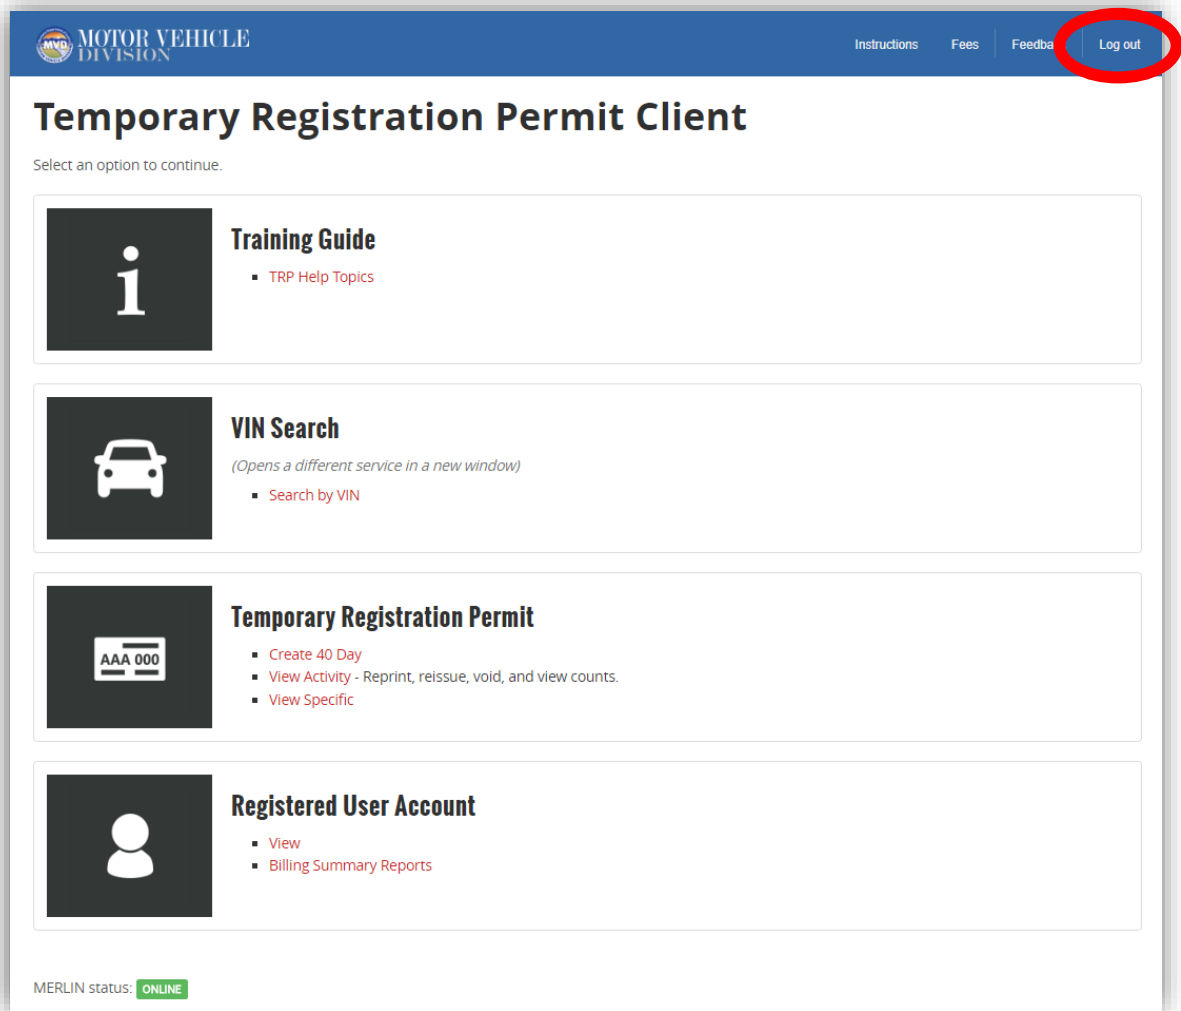 MVD MOTOR VEHICLE
DIVISION
Instructions Fees Feedba Log out
Temporary Registration Permit Client
Select an option to continue.
i
Training Guide
TRP Help Topics
VIN Search
(Opens a different service in a new window)
Search by VIN
AAA 000
Temporary Registration Permit
Create 40 Day
View Activity - Reprint, reissue, void, and view counts.
View Specific
Registered User Account
View
Billing Summary Reports
MERLIN status: ONLINE